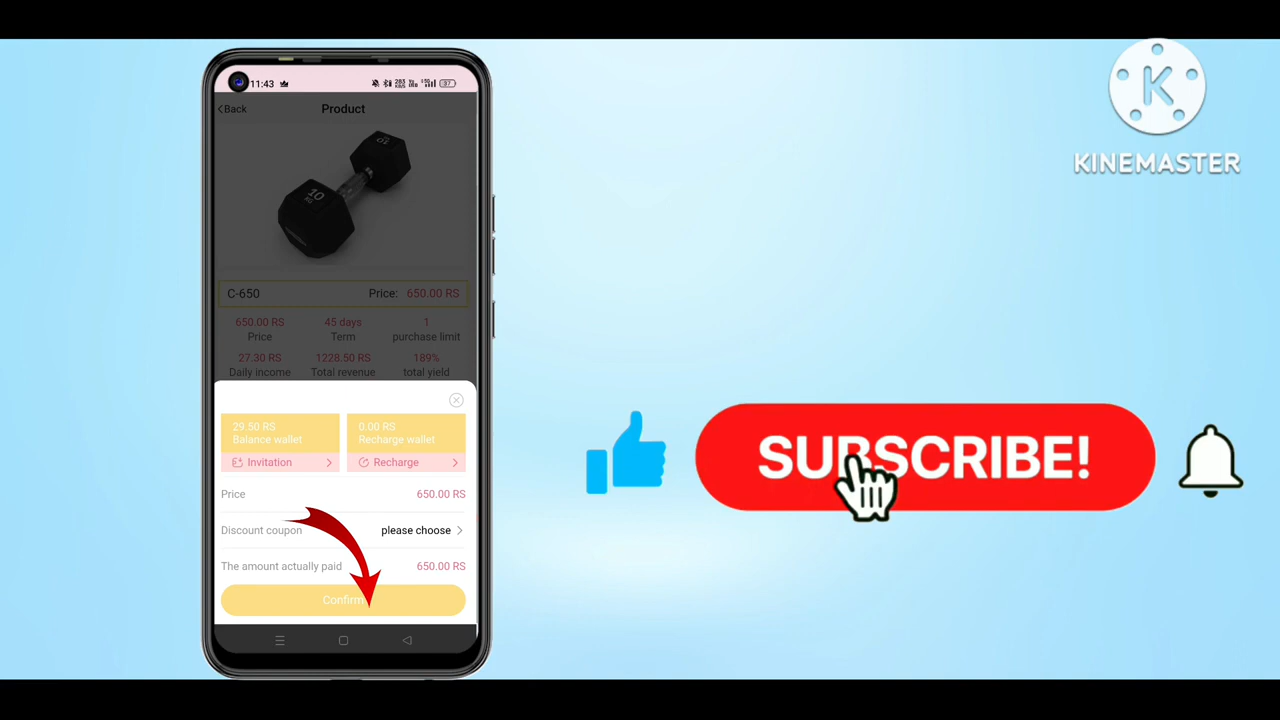 11:43
Back
Product
10
KG
10
C-650
Price: 650.00 RS
650.00 RS
45 days
1
Price
Term
purchase limit
27.30 RS
1228.50 RS
189%
Daily income
Total revenue
total yield
29.50 RS
Balance wallet
Invitation
0.00 RS
Recharge wallet
Recharge
Price
650.00 RS
Discount coupon
please choose
The amount actually paid
650.00 RS
Confirm
K
KINEMASTER
SUBSCRIBE!